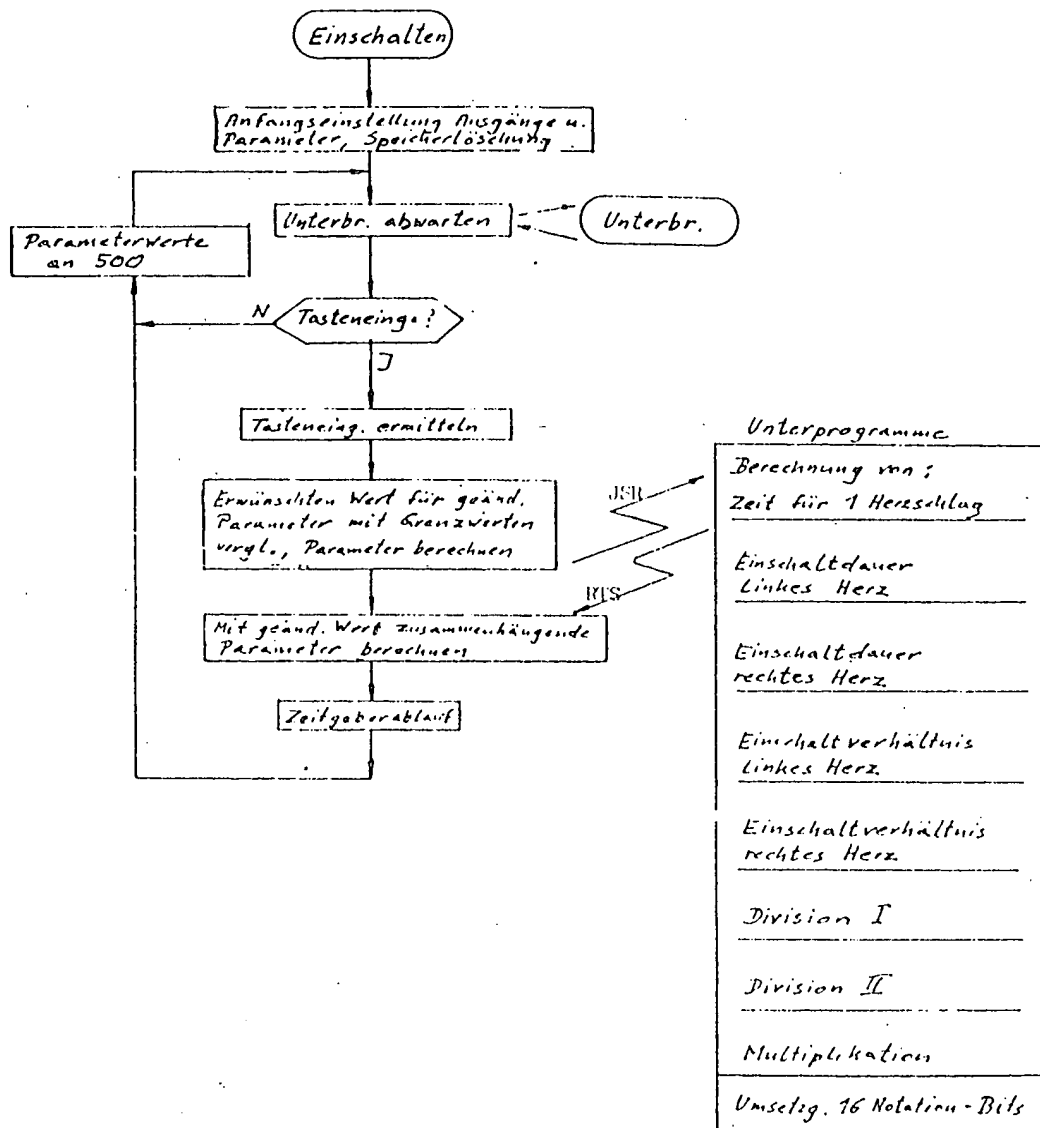 Einschalten
Anfangseinstellung Ausgänge u.
Parameter, Speicherlöschung
Unterbr. abwarten
Unterbr.
Parameterwerte
an 500
N
Tasteneing.?
J
Tasteneing. ermitteln
Erwünschten Wert für geänd.
Parameter mit Grenzwerten
vergl., Parameter berechnen
JSR
RTS
Mit geänd. Wert zusammenhängende
Parameter berechnen
Zeitgeberablauf
Unterprogramme
Berechnung von:
Zeit für 1 Herzschlag
Einschaltdauer
Linkes Herz
Einschaltdauer
rechtes Herz
Einschaltverhältnis
Linkes Herz
Einschaltverhältnis
rechtes Herz
Division I
Division II
Multiplikation
Umsetzg. 16 Notation-Bits